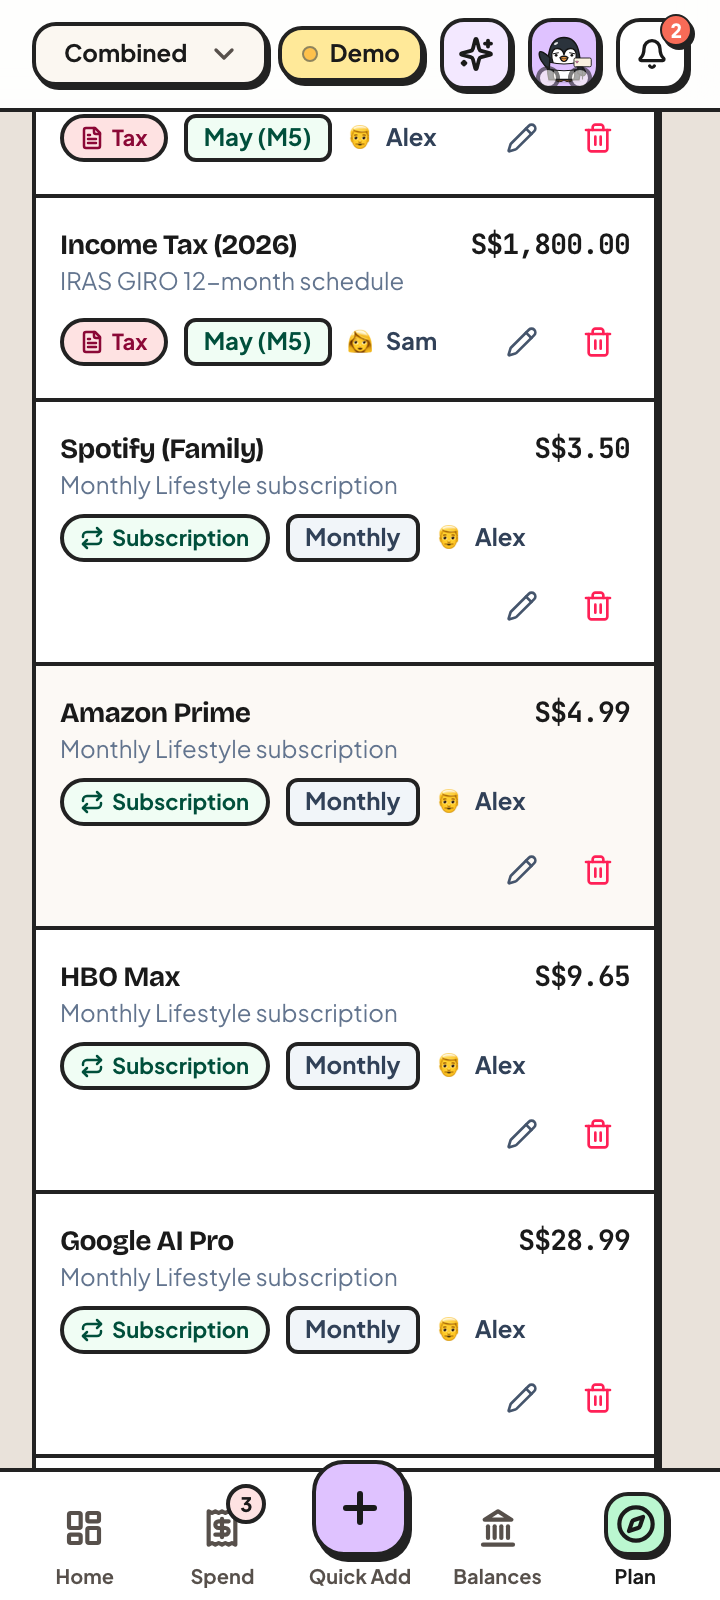 Combined
Demo
2
Tax
May (M5)
Alex
Income Tax (2026)
S$1,800.00
IRAS GIRO 12-month schedule
Tax
May (M5)
Sam
Spotify (Family)
S$3.50
Monthly Lifestyle subscription
Subscription
Monthly
Alex
Amazon Prime
S$4.99
Monthly Lifestyle subscription
Subscription
Monthly
Alex
HBO Max
S$9.65
Monthly Lifestyle subscription
Subscription
Monthly
Alex
Google AI Pro
S$28.99
Monthly Lifestyle subscription
Subscription
Monthly
Alex
3
Home
Spend
Quick Add
Balances
Plan